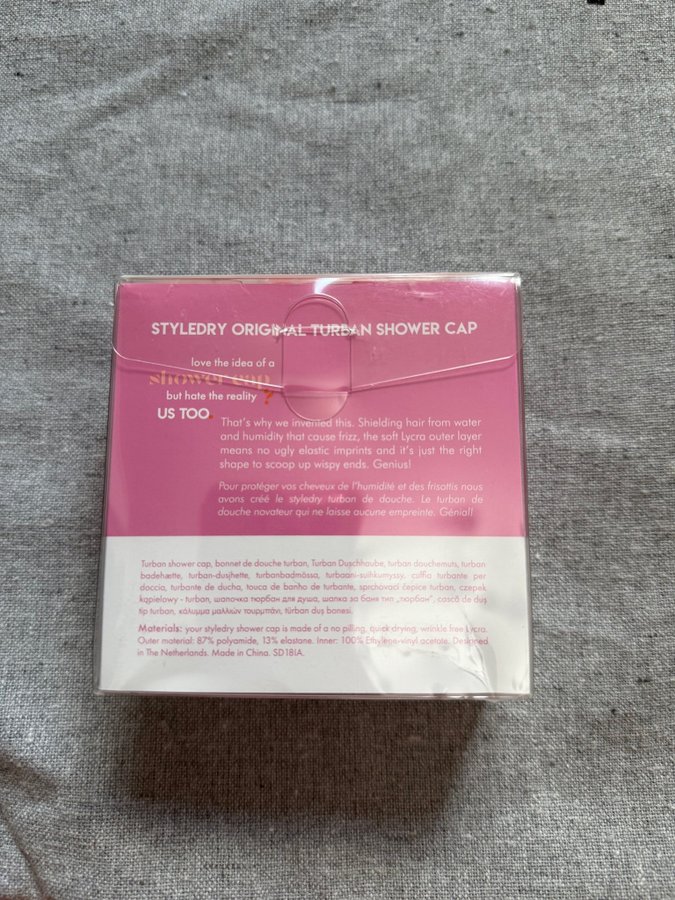 STYLEDRY ORIGINAL TURBAN SHOWER CAP
love the idea of a
shower cap
but hate the reality ?
US TOO.
That's why we invented this. Shielding hair from water
and humidity that cause frizz, the soft Lycra outer layer
means no ugly elastic imprints and it's just the right
shape to scoop up wispy ends. Genius!
Pour protéger vos cheveux de l'humidité et des frisottis nous
avons créé le styledry turban de douche. Le turban de
douche novateur qui ne laisse aucune empreinte. Génial!
Turban shower cap, bonnet de douche turban, Turban Duschhaube, turban douchemuts, turban
badehætte, turban-dusjhette, turbanbadmössa, turbaani-suihkumyssy, cuffia turbante per
doccia, turbante de ducha, touca de banho de turbante, sprchovací čepice turban, czepek
kąpielowy - turban, шапочка тюрбан для душа, шапка за баня тип „тюрбан", cască de duș
tip turban, κάλυμμα μαλλιών τουρμπάνι, türban duş bonesi.
Materials: your styledry shower cap is made of a no pilling, quick drying, wrinkle free Lycra.
Outer material: 87% polyamide, 13% elastane. Inner: 100% Ethylene-vinyl acetate. Designed
in The Netherlands. Made in China. SD18IA.